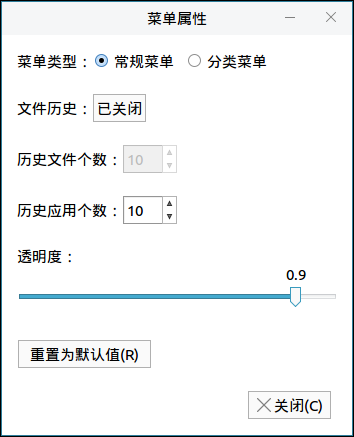 菜单属性
菜单类型：常规菜单 分类菜单
文件历史：已关闭
历史文件个数：10
历史应用个数：10
透明度：
0.9
重置为默认值(R)
关闭(C)